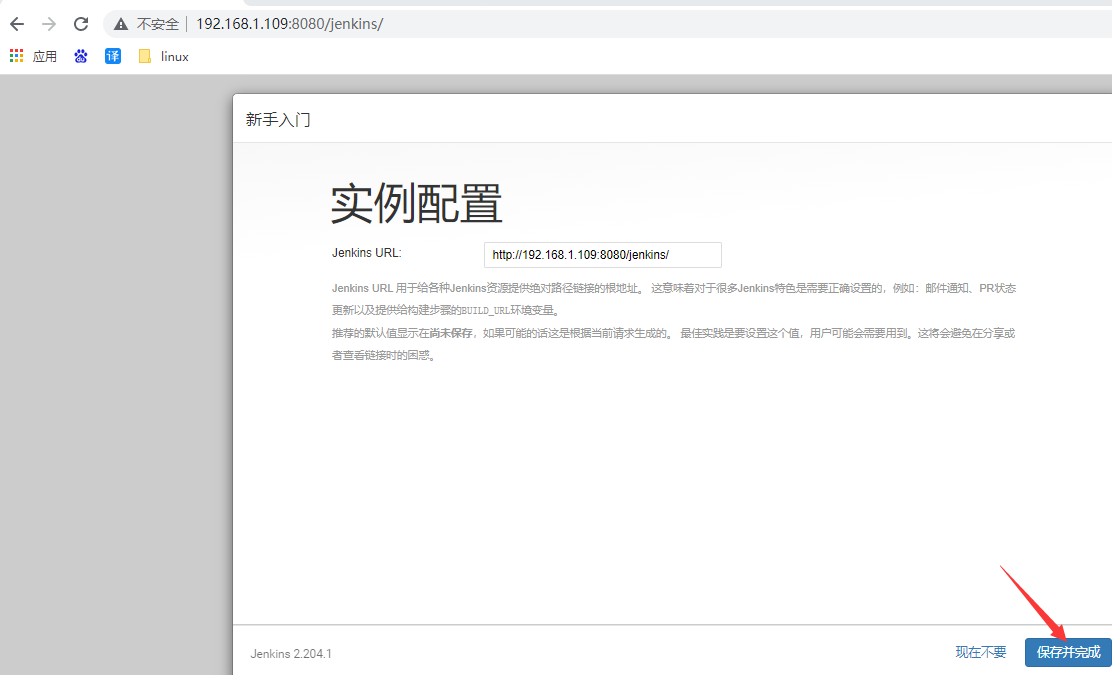 不安全 192.168.1.109:8080/jenkins/
应用 du 译 linux
新手入门
实例配置
Jenkins URL: http://192.168.1.109:8080/jenkins/
Jenkins URL 用于给各种Jenkins资源提供绝对路径链接的根地址。 这意味着对于很多Jenkins特色是需要正确设置的，例如：邮件通知、PR状态
更新以及提供给构建步骤的BUILD_URL环境变量。
推荐的默认值显示在尚未保存，如果可能的话这是根据当前请求生成的。 最佳实践是要设置这个值，用户可能会需要用到。这将会避免在分享或
者查看链接时的困惑。
Jenkins 2.204.1 现在不要 保存并完成